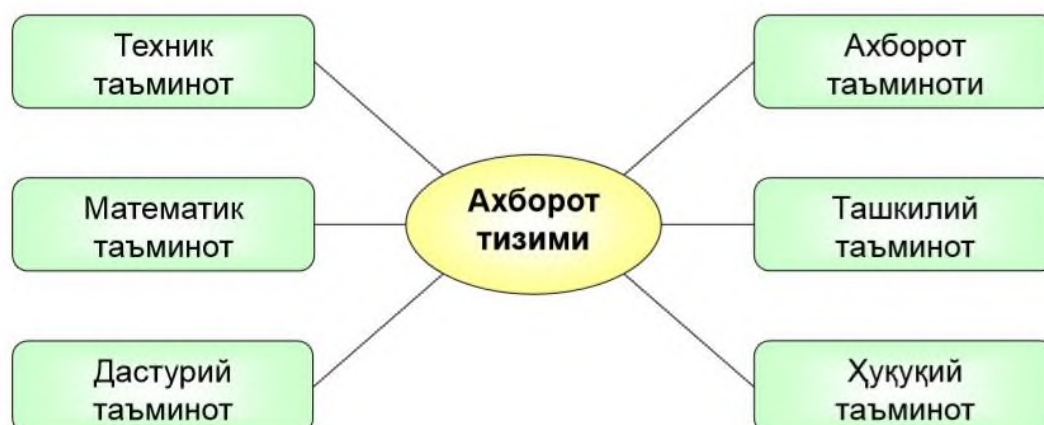 Техник
таъминот
Ахборот
таъминоти
Математик
таъминот
Ахборот
тизими
Ташкилий
таъминот
Дастурий
таъминот
Ҳуқуқий
таъминот